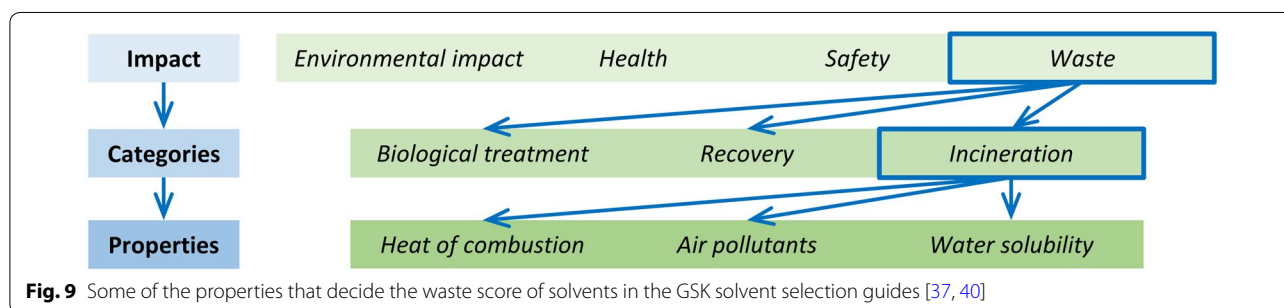 Impact Environmental impact Health Safety Waste
Categories Biological treatment Recovery Incineration
Properties Heat of combustion Air pollutants Water solubility
Fig. 9 Some of the properties that decide the waste score of solvents in the GSK solvent selection guides [37, 40]